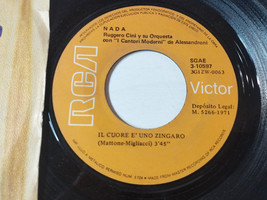 NADA
Ruggero Cini y su Orquesta
con "I Cantori Moderni" de Alessandroni
RCA
Victor
SGAE
3-10597
Depósito Legal:
M. 5266-1971
IL CUORE E' UNO ZINGARO
(Mattone-Migliacci) 3'45"